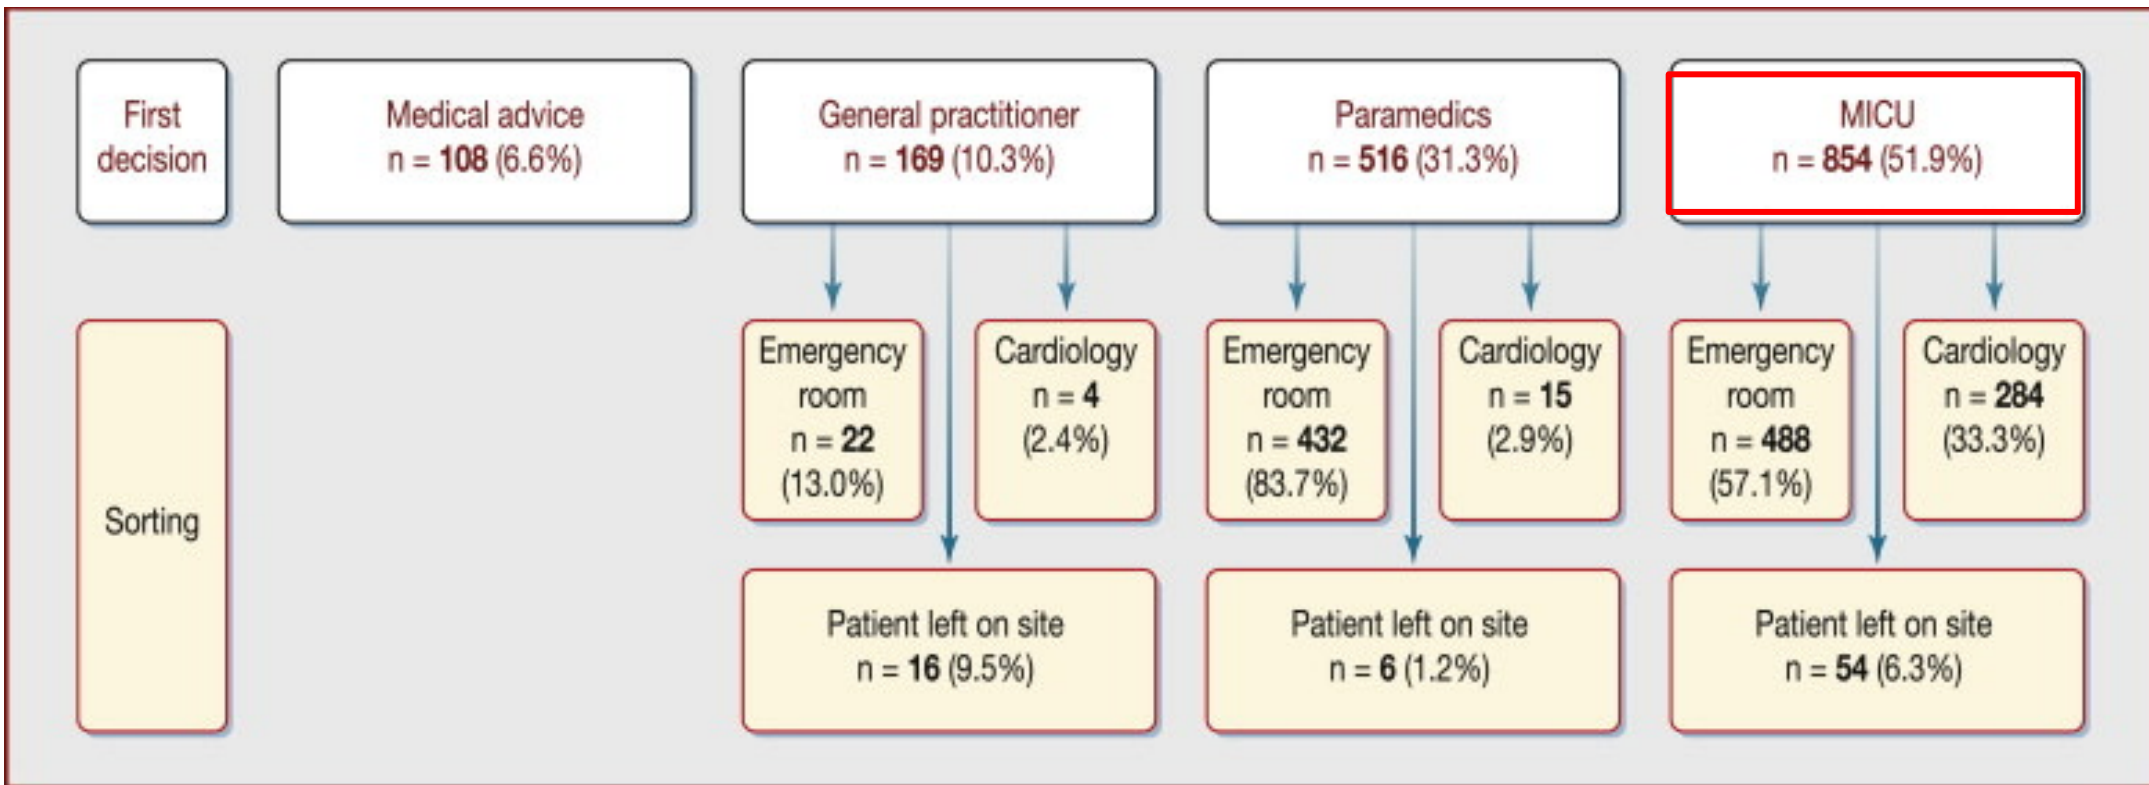 First
decision
Medical advice
n = 108 (6.6%)
General practitioner
n = 169 (10.3%)
Paramedics
n = 516 (31.3%)
MICU
n = 854 (51.9%)
Sorting
Emergency
room
n = 22
(13.0%)
Cardiology
n = 4
(2.4%)
Patient left on site
n = 16 (9.5%)
Emergency
room
n = 432
(83.7%)
Cardiology
n = 15
(2.9%)
Patient left on site
n = 6 (1.2%)
Emergency
room
n = 488
(57.1%)
Cardiology
n = 284
(33.3%)
Patient left on site
n = 54 (6.3%)